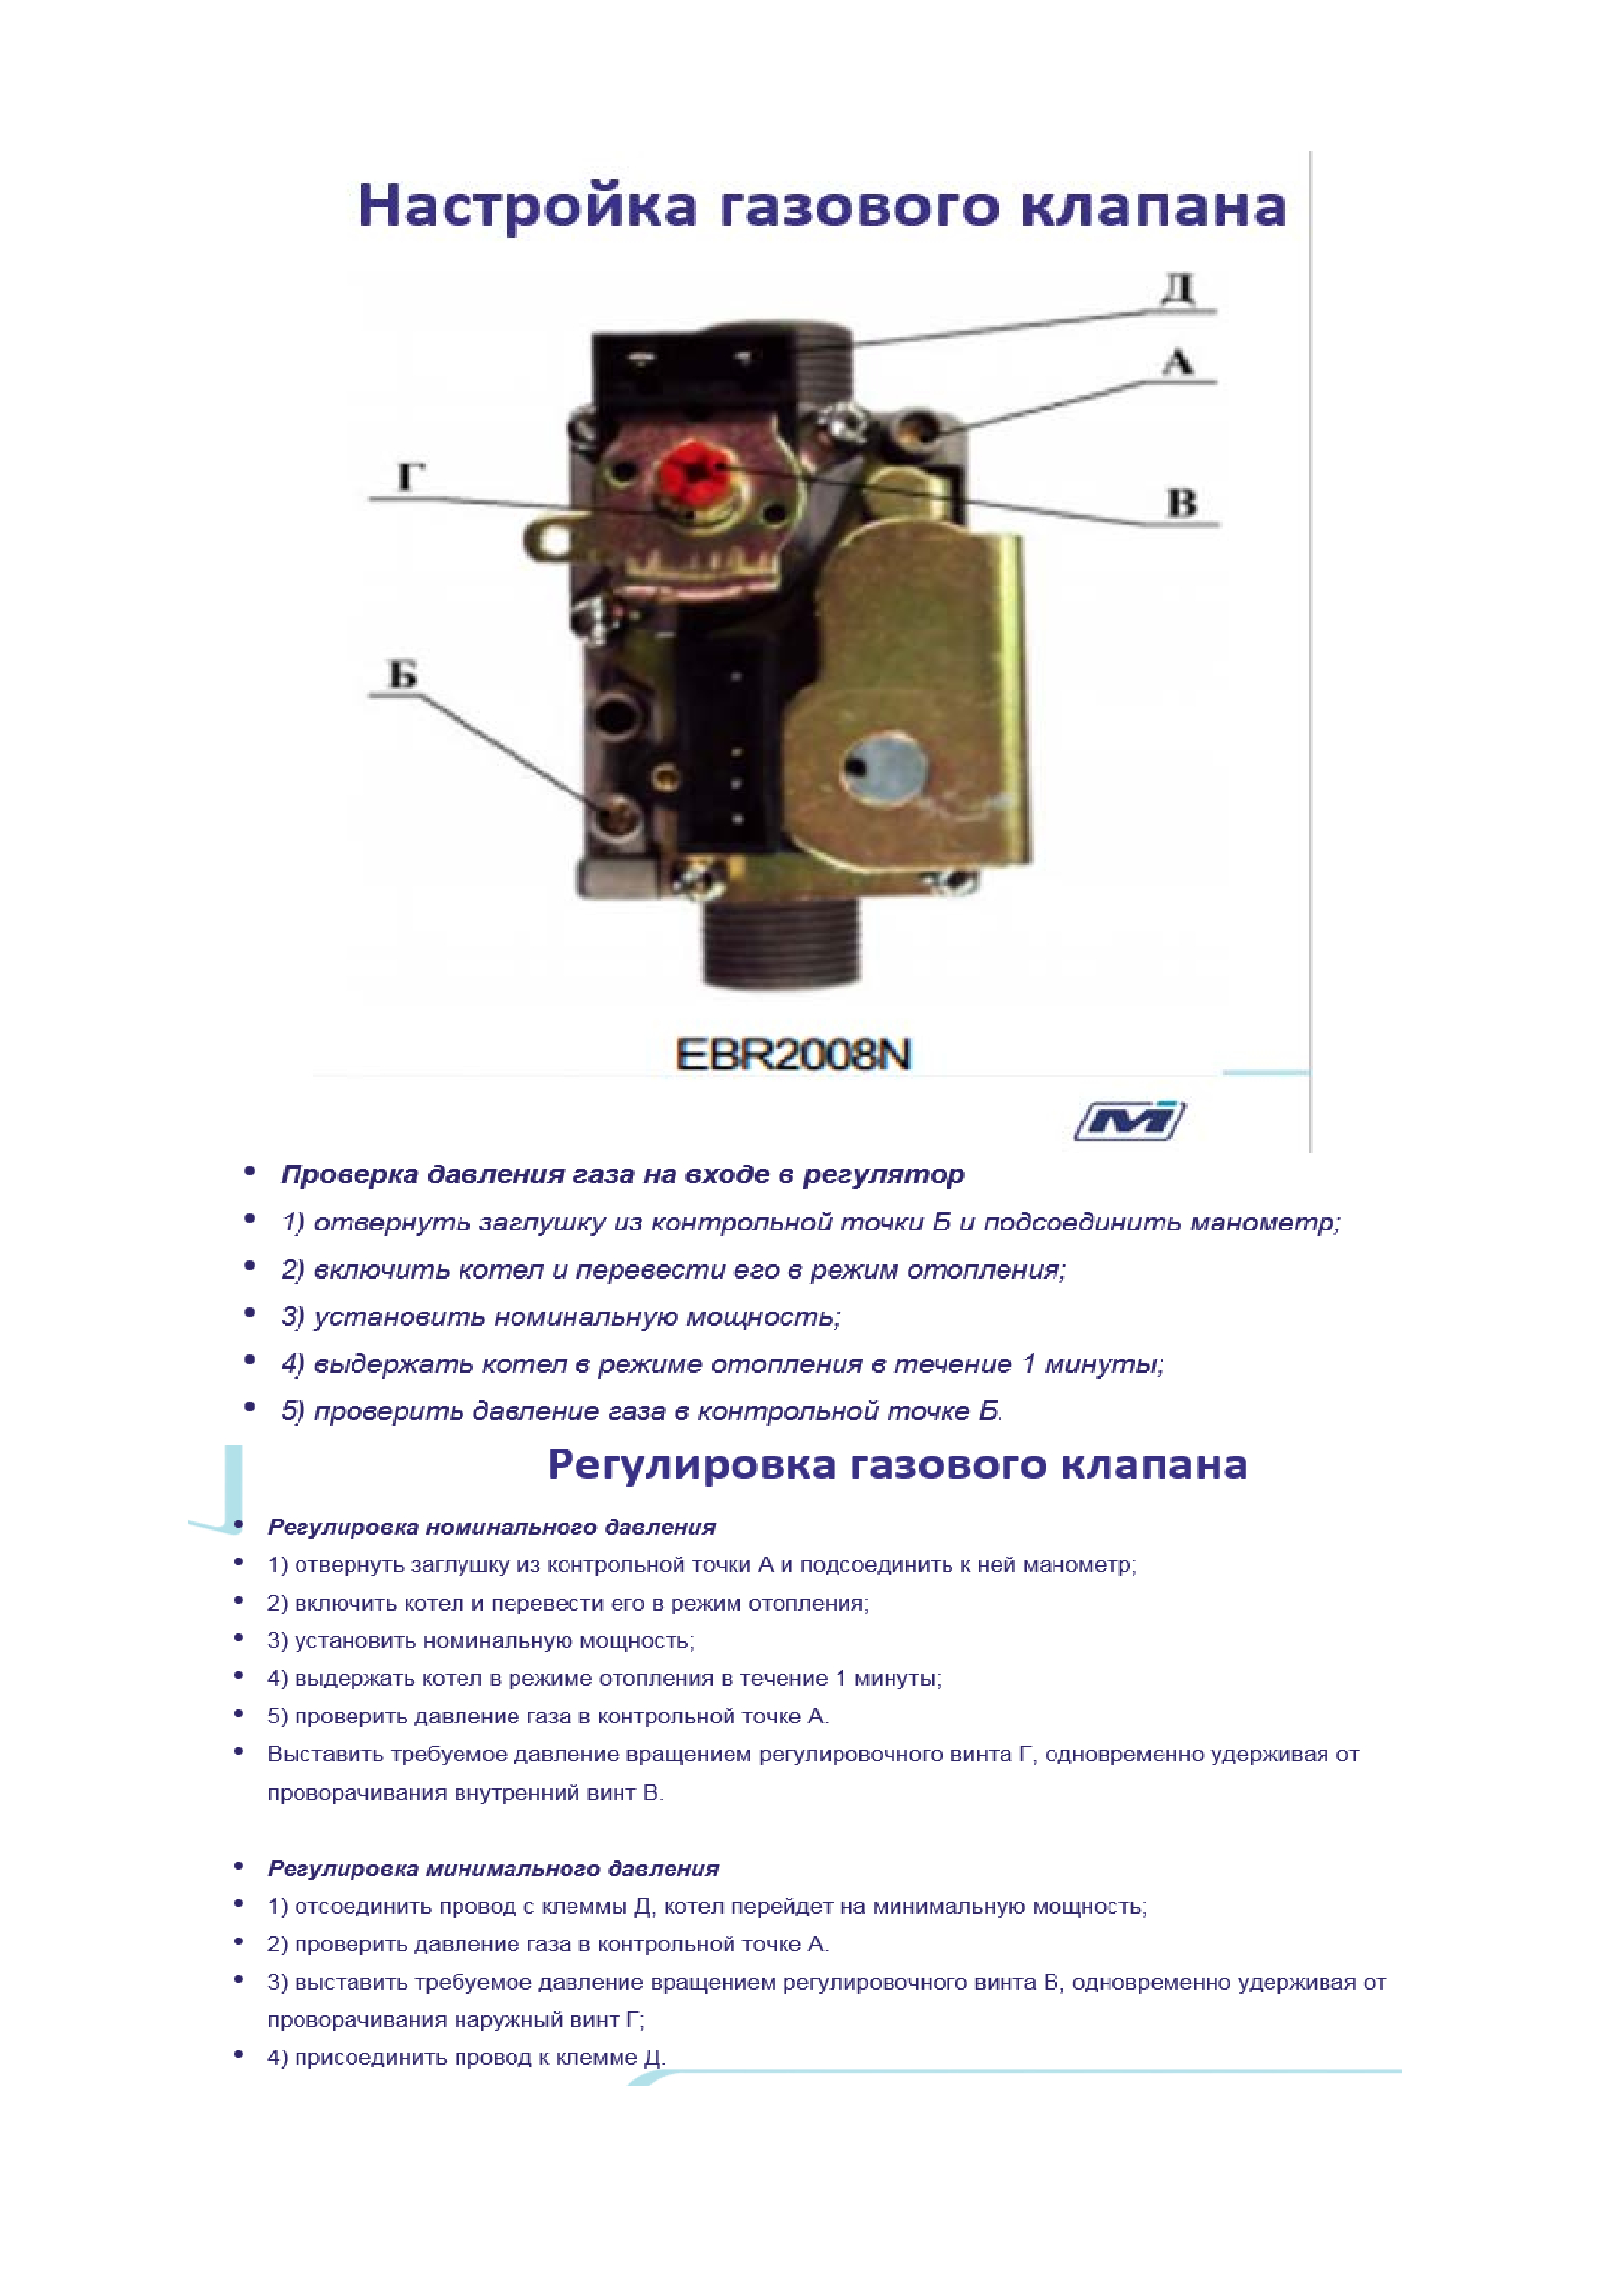 Настройка газового клапана
Д
А
Г
В
Б
EBR2008N
Mi
• Проверка давления газа на входе в регулятор
• 1) отвернуть заглушку из контрольной точки Б и подсоединить манометр;
• 2) включить котел и перевести его в режим отопления;
• 3) установить номинальную мощность;
• 4) выдержать котел в режиме отопления в течение 1 минуты;
• 5) проверить давление газа в контрольной точке Б.
Регулировка газового клапана
• Регулировка номинального давления
• 1) отвернуть заглушку из контрольной точки А и подсоединить к ней манометр;
• 2) включить котел и перевести его в режим отопления;
• 3) установить номинальную мощность;
• 4) выдержать котел в режиме отопления в течение 1 минуты;
• 5) проверить давление газа в контрольной точке А.
• Выставить требуемое давление вращением регулировочного винта Г, одновременно удерживая от
проворачивания внутренний винт В.
• Регулировка минимального давления
• 1) отсоединить провод с клеммы Д, котел перейдет на минимальную мощность;
• 2) проверить давление газа в контрольной точке А.
• 3) выставить требуемое давление вращением регулировочного винта В, одновременно удерживая от
проворачивания наружный винт Г;
• 4) присоединить провод к клемме Д.